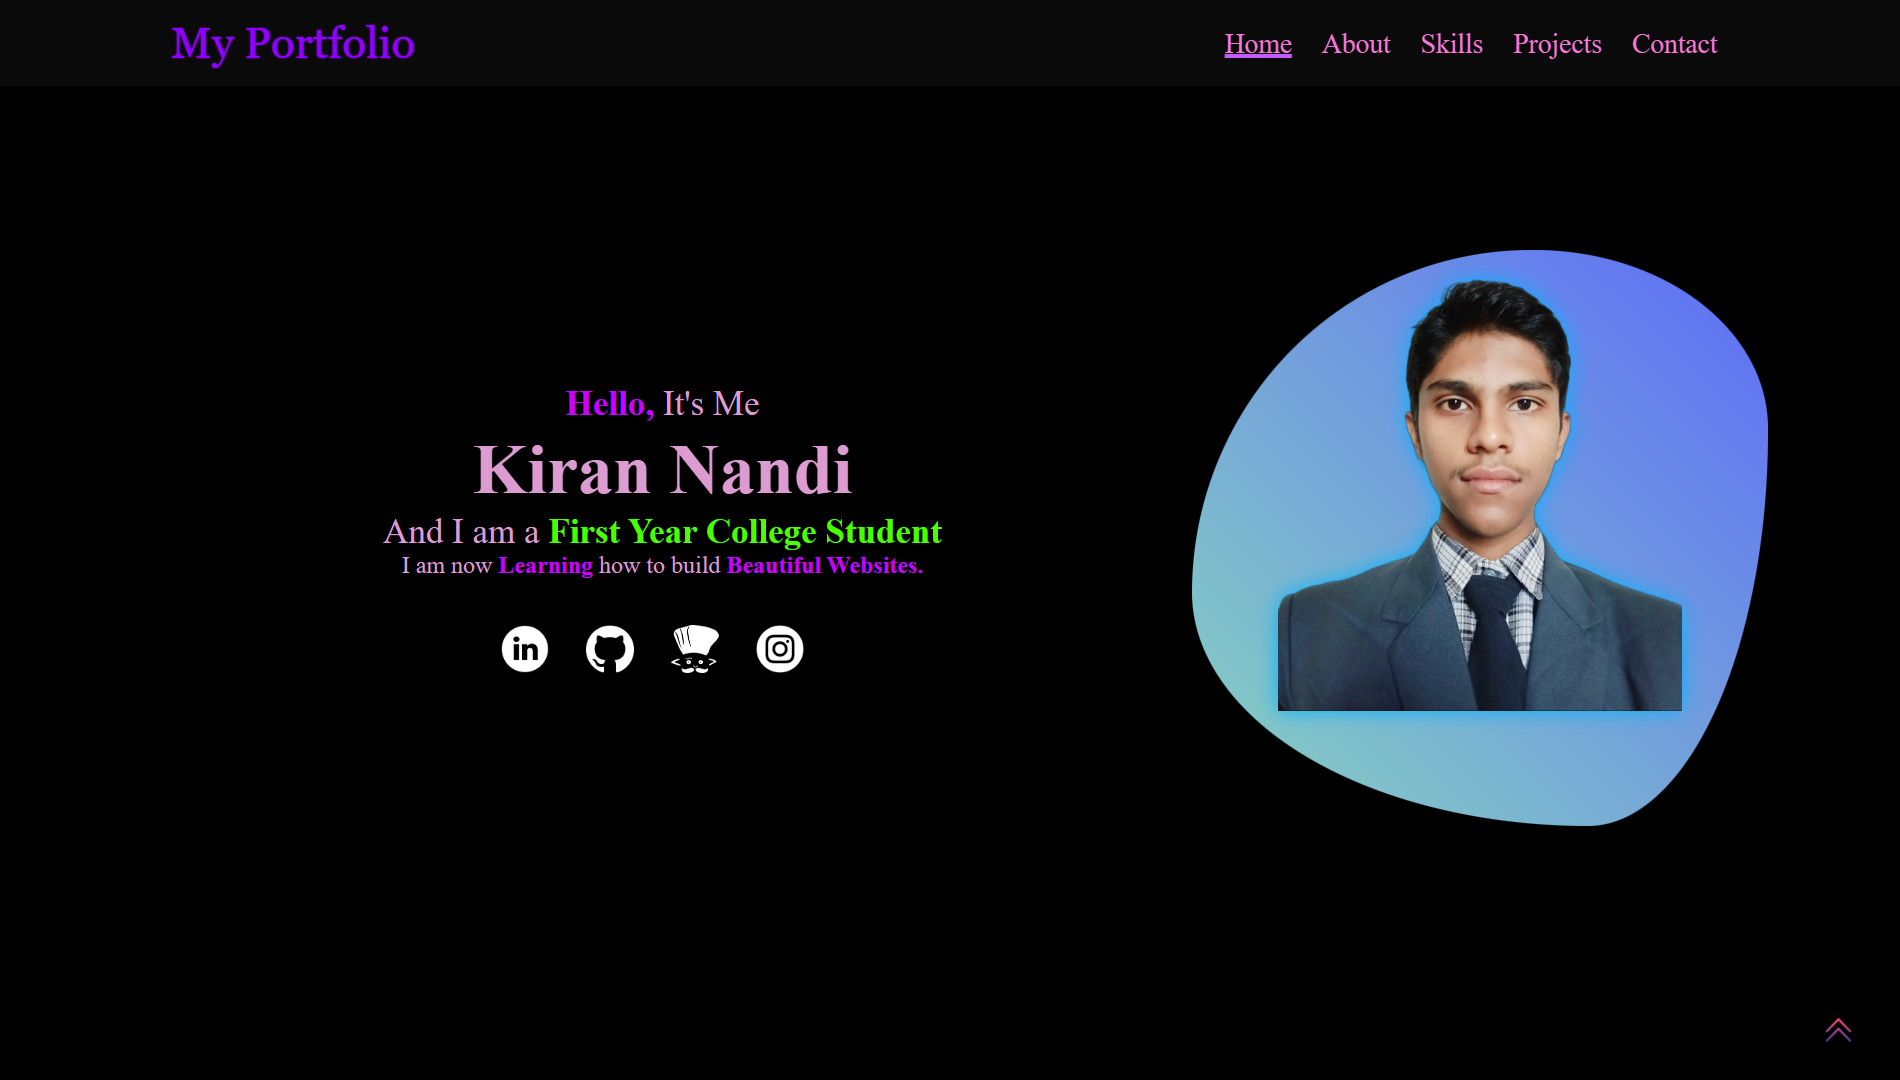 My Portfolio
Home About Skills Projects Contact
Hello, It's Me
Kiran Nandi
And I am a First Year College Student
I am now Learning how to build Beautiful Websites.
in